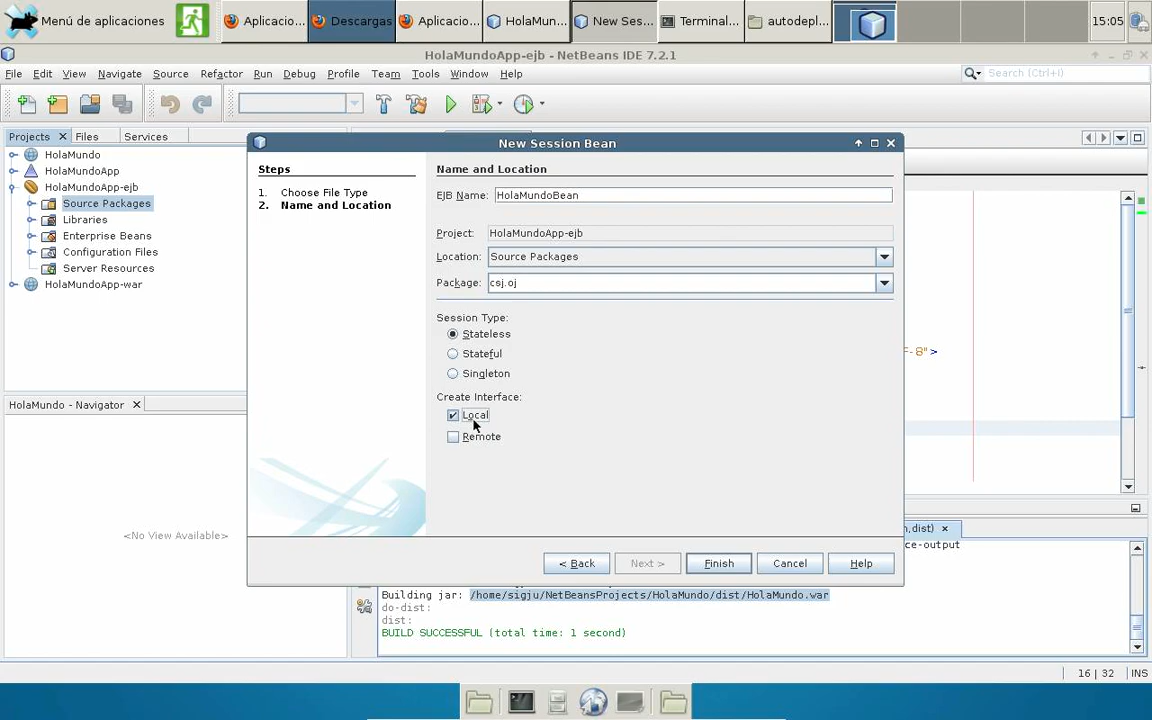 Menú de aplicaciones
Aplicacio...
Descargas
Aplicacio...
HolaMun...
New Ses...
Terminal...
autodepl...
15:05
HolaMundoApp-ejb - NetBeans IDE 7.2.1
File Edit View Navigate Source Refactor Run Debug Profile Team Tools Window Help
Search (Ctrl+I)
Projects Files Services
HolaMundo
HolaMundoApp
HolaMundoApp-ejb
Source Packages
Libraries
Enterprise Beans
Configuration Files
Server Resources
HolaMundoApp-war
HolaMundo - Navigator
<No View Available>
New Session Bean
Steps
1. Choose File Type
2. Name and Location
Name and Location
EJB Name: HolaMundoBean
Project: HolaMundoApp-ejb
Location: Source Packages
Package: csj.oj
Session Type:
Stateless
Stateful
Singleton
Create Interface:
Local
Remote
< Back Next > Finish Cancel Help
F-8">
n,dist)
ce-output
Building jar: /home/sigju/NetBeansProjects/HolaMundo/dist/HolaMundo.war
do-dist:
dist:
BUILD SUCCESSFUL (total time: 1 second)
16 | 32 INS